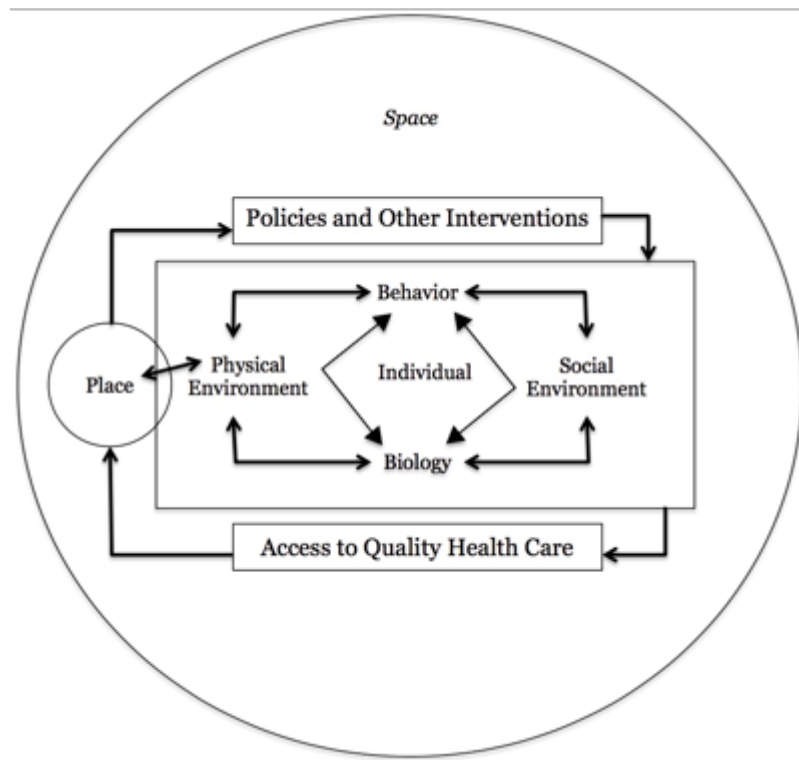 Space
Policies and Other Interventions
Behavior
Place
Physical
Environment
Individual
Social
Environment
Biology
Access to Quality Health Care